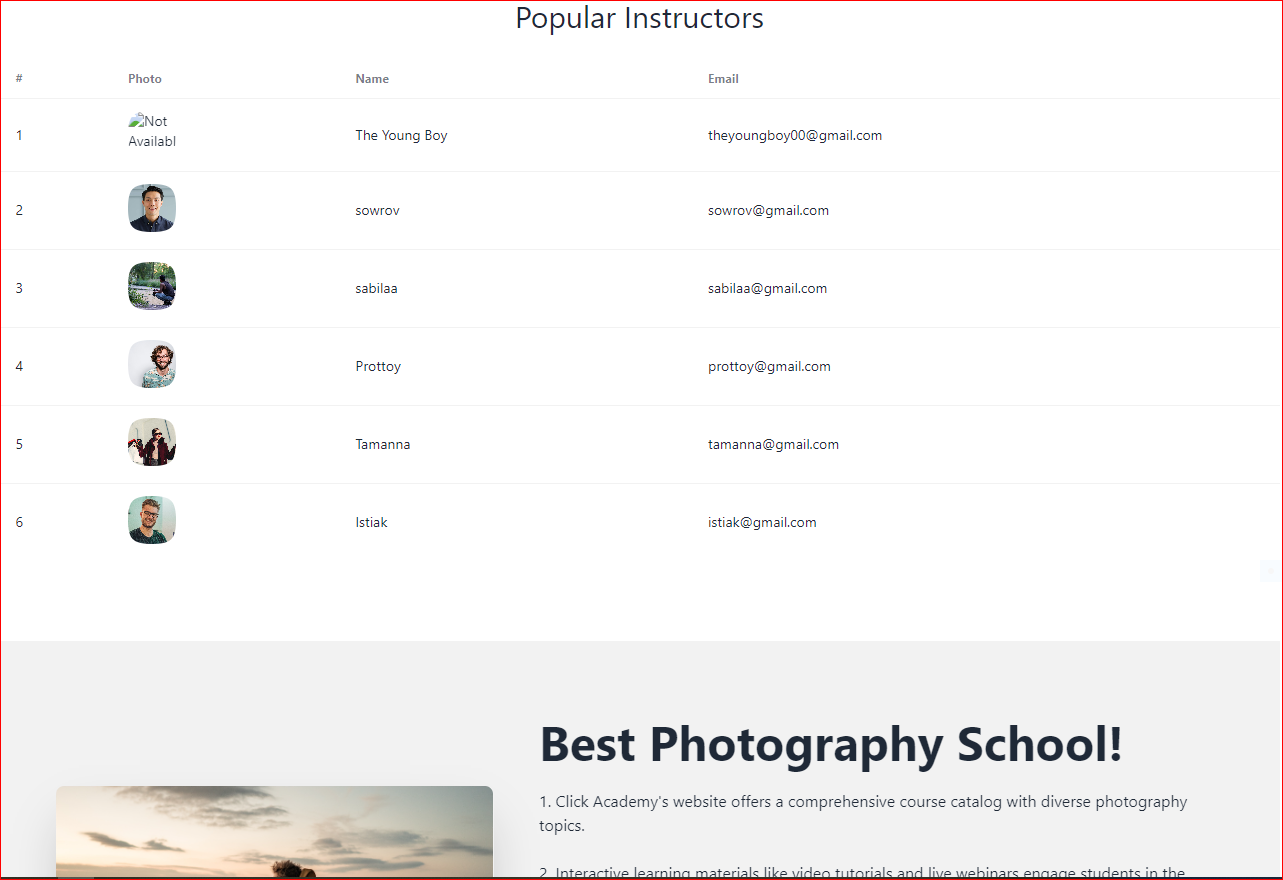 Popular Instructors
# Photo Name Email
1 Not Availabl The Young Boy theyoungboy00@gmail.com
2 sowrov sowrov@gmail.com
3 sabilaa sabilaa@gmail.com
4 Prottoy prottoy@gmail.com
5 Tamanna tamanna@gmail.com
6 Istiak istiak@gmail.com
Best Photography School!
1. Click Academy's website offers a comprehensive course catalog with diverse photography
topics.
2. Interactive learning materials like video tutorials and live webinars engage students in the